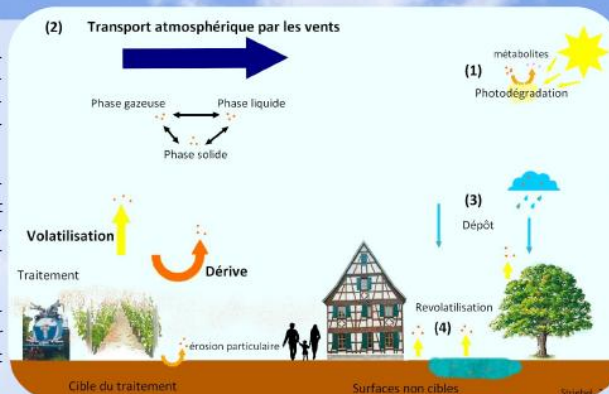 (2) Transport atmosphérique par les vents
métabolites
(1)
Photodégradation
Phase gazeuse
Phase liquide
Phase solide
(3)
Dépôt
Volatilisation
Dérive
Traitement
Revolatilisation
(4)
érosion particulaire
Cible du traitement
Surfaces non cibles